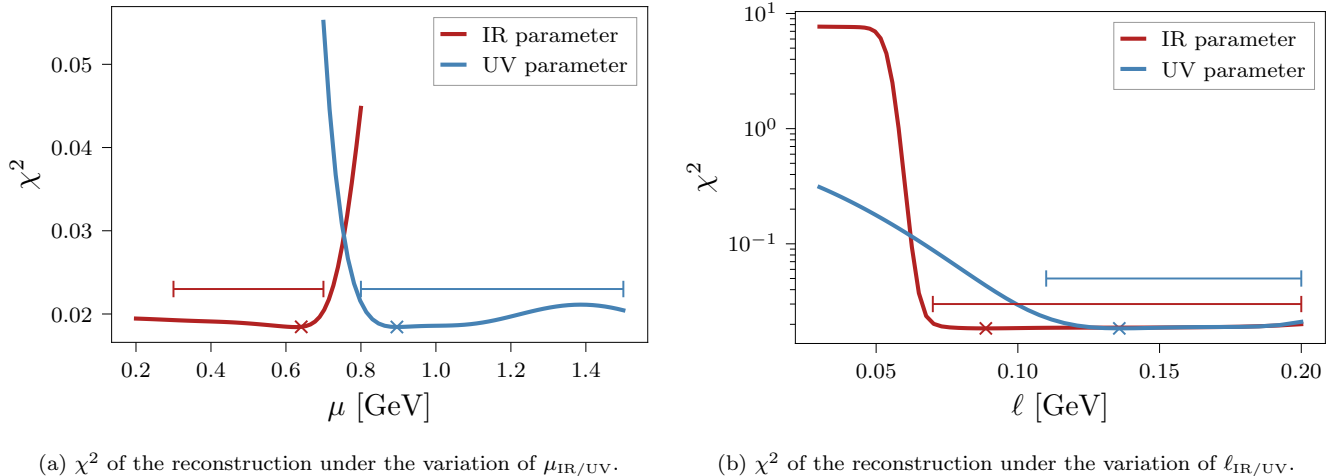 0.05
0.04
0.03
0.02
χ²
IR parameter
UV parameter
0.2 0.4 0.6 0.8 1.0 1.2 1.4
μ [GeV]
(a) χ² of the reconstruction under the variation of μ_IR/UV.
10¹
10⁰
10⁻¹
χ²
IR parameter
UV parameter
0.05 0.10 0.15 0.20
ℓ [GeV]
(b) χ² of the reconstruction under the variation of ℓ_IR/UV.